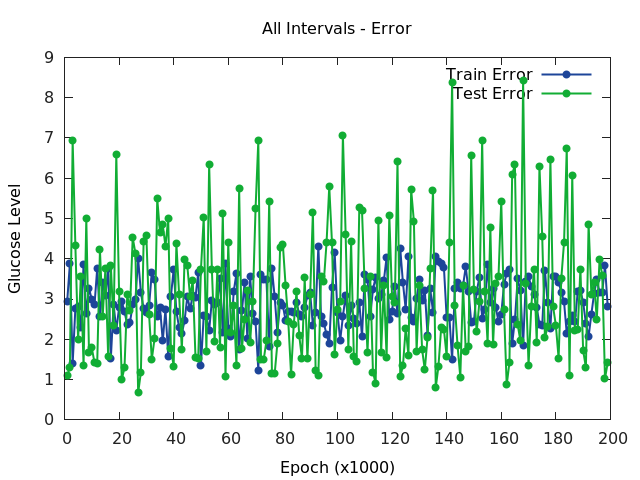 All Intervals - Error
Train Error
Test Error
9
8
7
6
5
4
3
2
1
0
Glucose Level
0 20 40 60 80 100 120 140 160 180 200
Epoch (x1000)